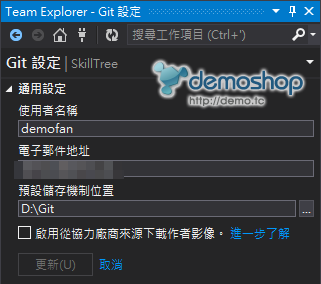 Team Explorer - Git 設定
搜尋工作項目 (Ctrl+')
Git 設定 | SkillTree
demoshop
http://demo.tc
通用設定
使用者名稱
demofan
電子郵件地址
預設儲存機制位置
D:\Git
...
啟用從協力廠商來源下載作者影像。 進一步了解
更新(U) 取消